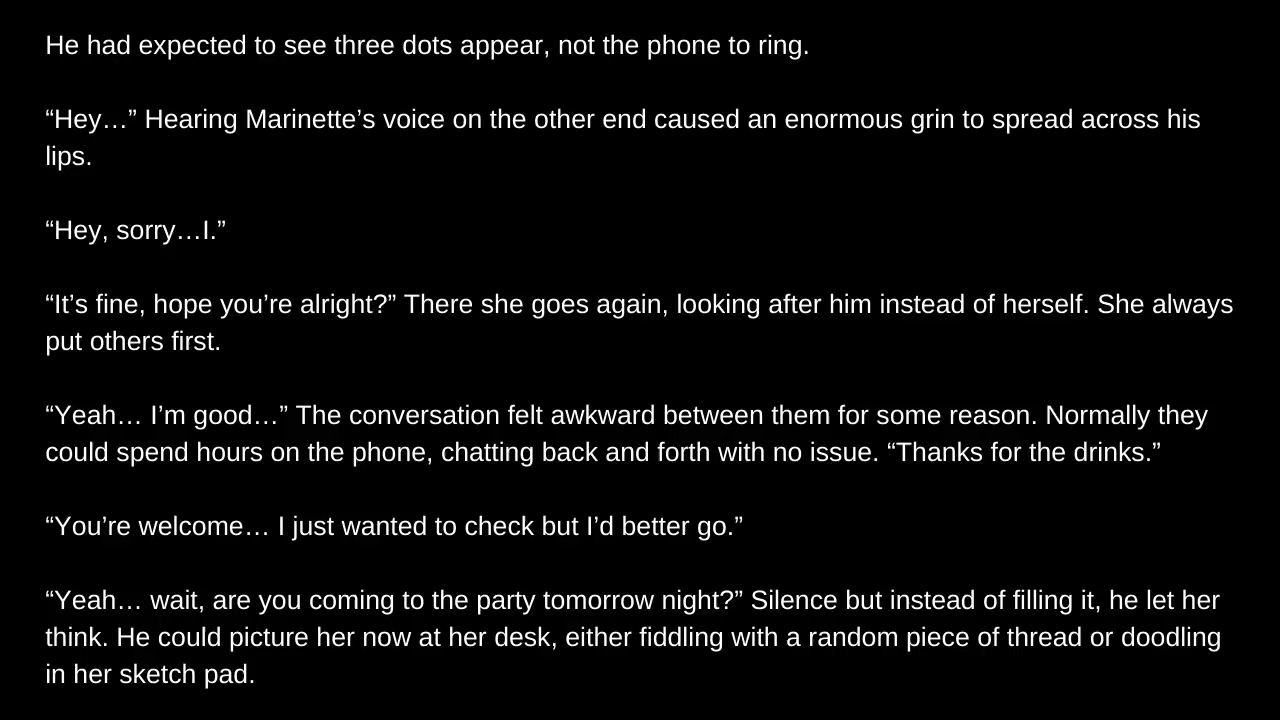 He had expected to see three dots appear, not the phone to ring.
“Hey…” Hearing Marinette’s voice on the other end caused an enormous grin to spread across his
lips.
“Hey, sorry…I.”
“It’s fine, hope you’re alright?” There she goes again, looking after him instead of herself. She always
put others first.
“Yeah… I’m good…” The conversation felt awkward between them for some reason. Normally they
could spend hours on the phone, chatting back and forth with no issue. “Thanks for the drinks.”
“You’re welcome… I just wanted to check but I’d better go.”
“Yeah… wait, are you coming to the party tomorrow night?” Silence but instead of filling it, he let her
think. He could picture her now at her desk, either fiddling with a random piece of thread or doodling
in her sketch pad.